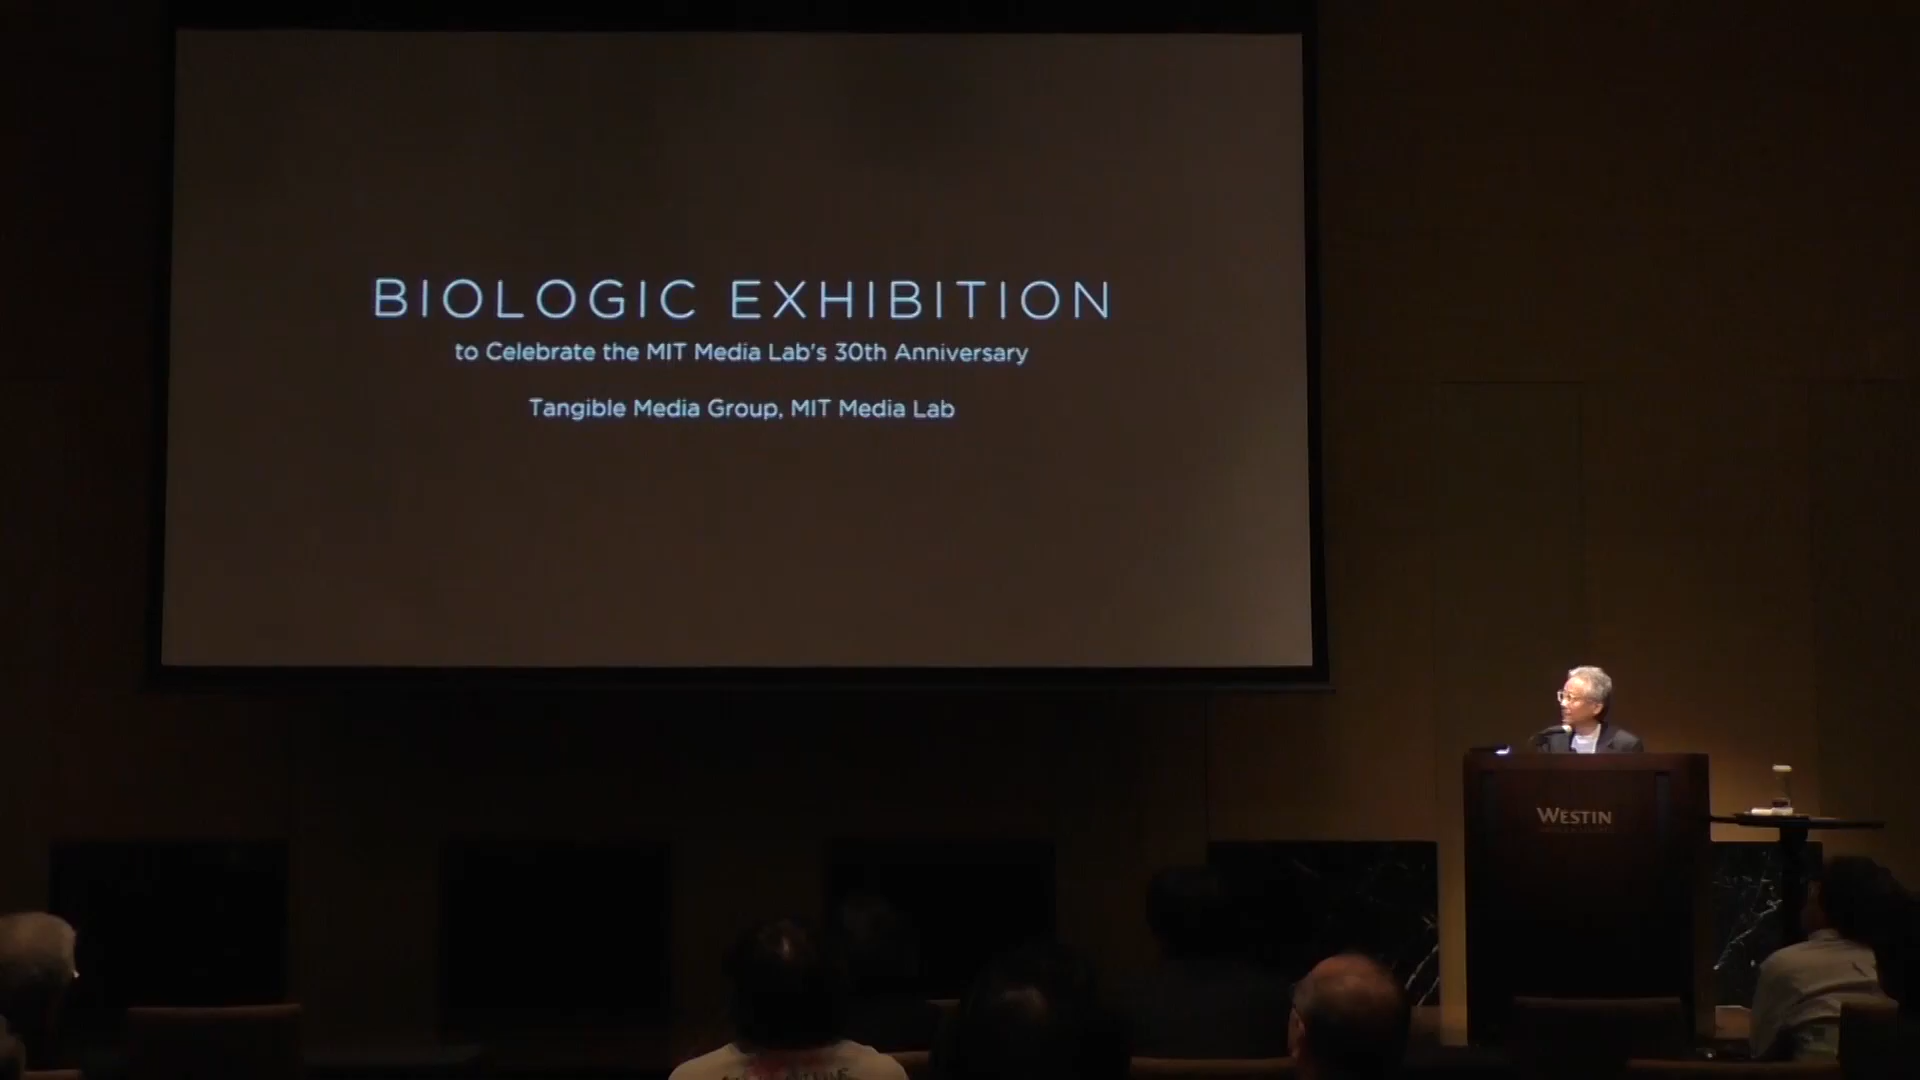 BIOLOGIC EXHIBITION
to Celebrate the MIT Media Lab's 30th Anniversary
Tangible Media Group, MIT Media Lab
WESTIN